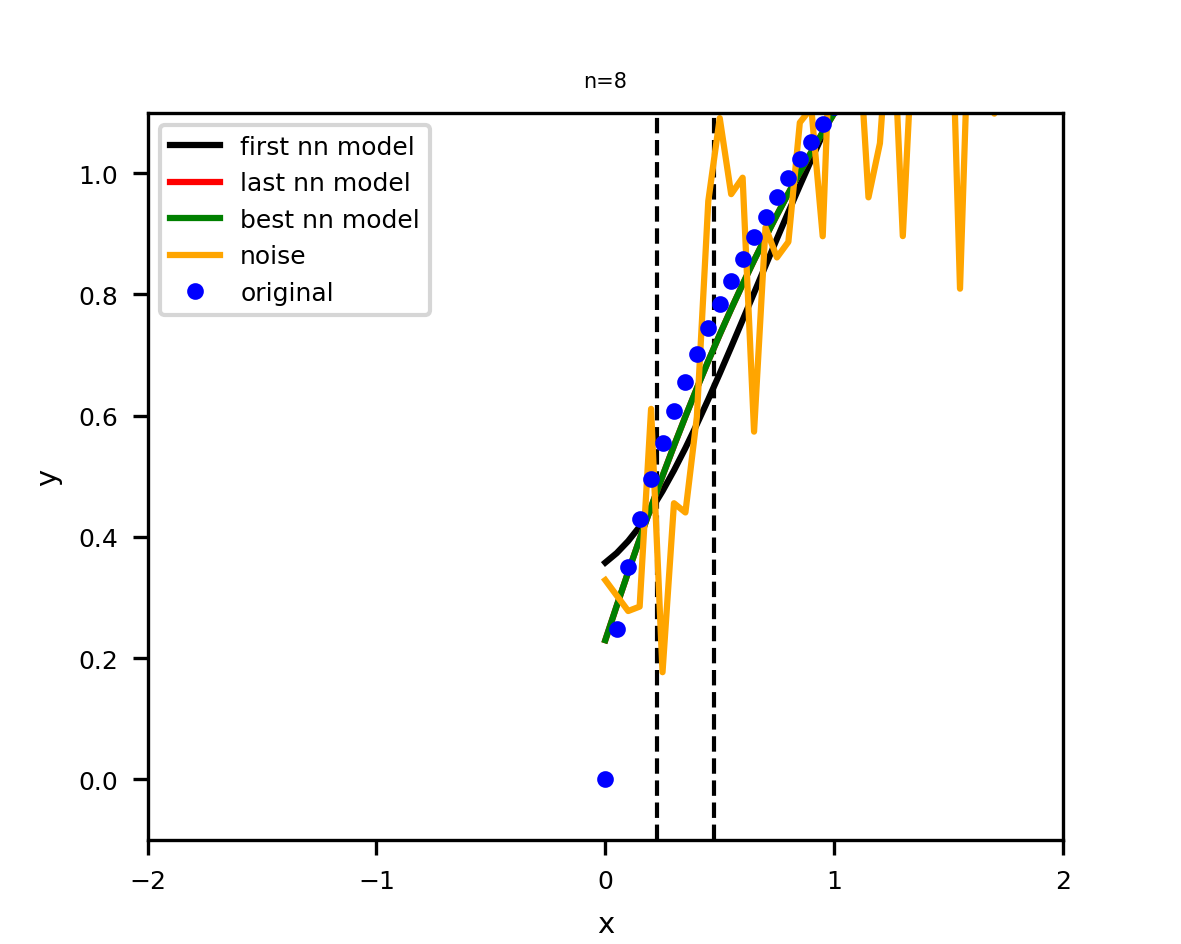 n=8
first nn model
last nn model
best nn model
noise
original
1.0
0.8
0.6
0.4
0.2
0.0
y
−2
−1
0
1
2
x